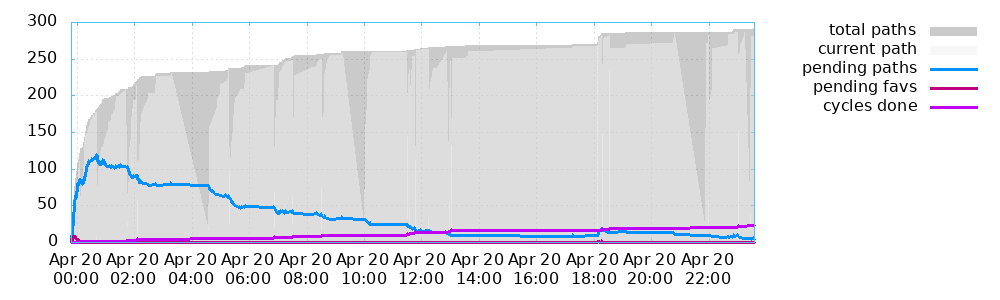 300
250
200
150
100
50
0
Apr 20 Apr 20 Apr 20 Apr 20 Apr 20 Apr 20 Apr 20 Apr 20 Apr 20 Apr 20 Apr 20 Apr 20
00:00 02:00 04:00 06:00 08:00 10:00 12:00 14:00 16:00 18:00 20:00 22:00
total paths
current path
pending paths
pending favs
cycles done